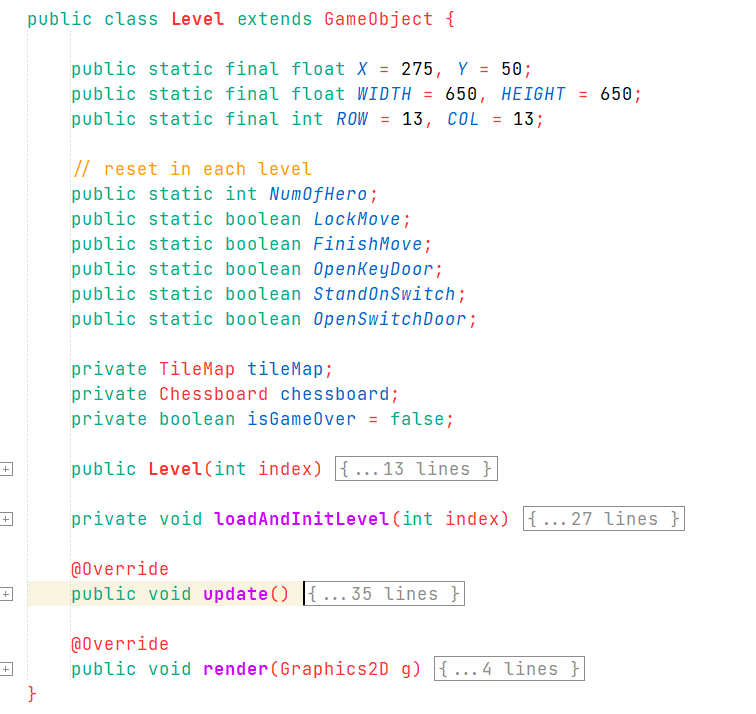 public class Level extends GameObject {
public static final float X = 275, Y = 50;
public static final float WIDTH = 650, HEIGHT = 650;
public static final int ROW = 13, COL = 13;
// reset in each level
public static int NumOfHero;
public static boolean LockMove;
public static boolean FinishMove;
public static boolean OpenKeyDoor;
public static boolean StandOnSwitch;
public static boolean OpenSwitchDoor;
private TileMap tileMap;
private Chessboard chessboard;
private boolean isGameOver = false;
public Level(int index) {...13 lines }
private void loadAndInitLevel(int index) {...27 lines }
@Override
public void update() {...35 lines }
@Override
public void render(Graphics2D g) {...4 lines }
}